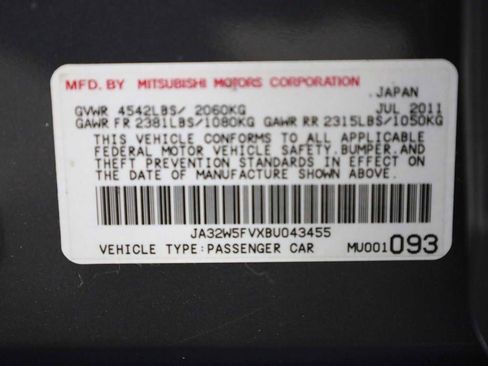 MFD. BY MITSUBISHI MOTORS CORPORATION
JAPAN
GVWR 4542LBS/ 2060KG JUL 2011
GAWR FR 2381LBS/1080KG GAWR RR 2315LBS/1050KG
THIS VEHICLE CONFORMS TO ALL APPLICABLE
FEDERAL MOTOR VEHICLE SAFETY,BUMPER,AND
THEFT PREVENTION STANDARDS IN EFFECT ON
THE DATE OF MANUFACTURE SHOWN ABOVE.
JA32W5FVXBU043455
VEHICLE TYPE:PASSENGER CAR MU001093